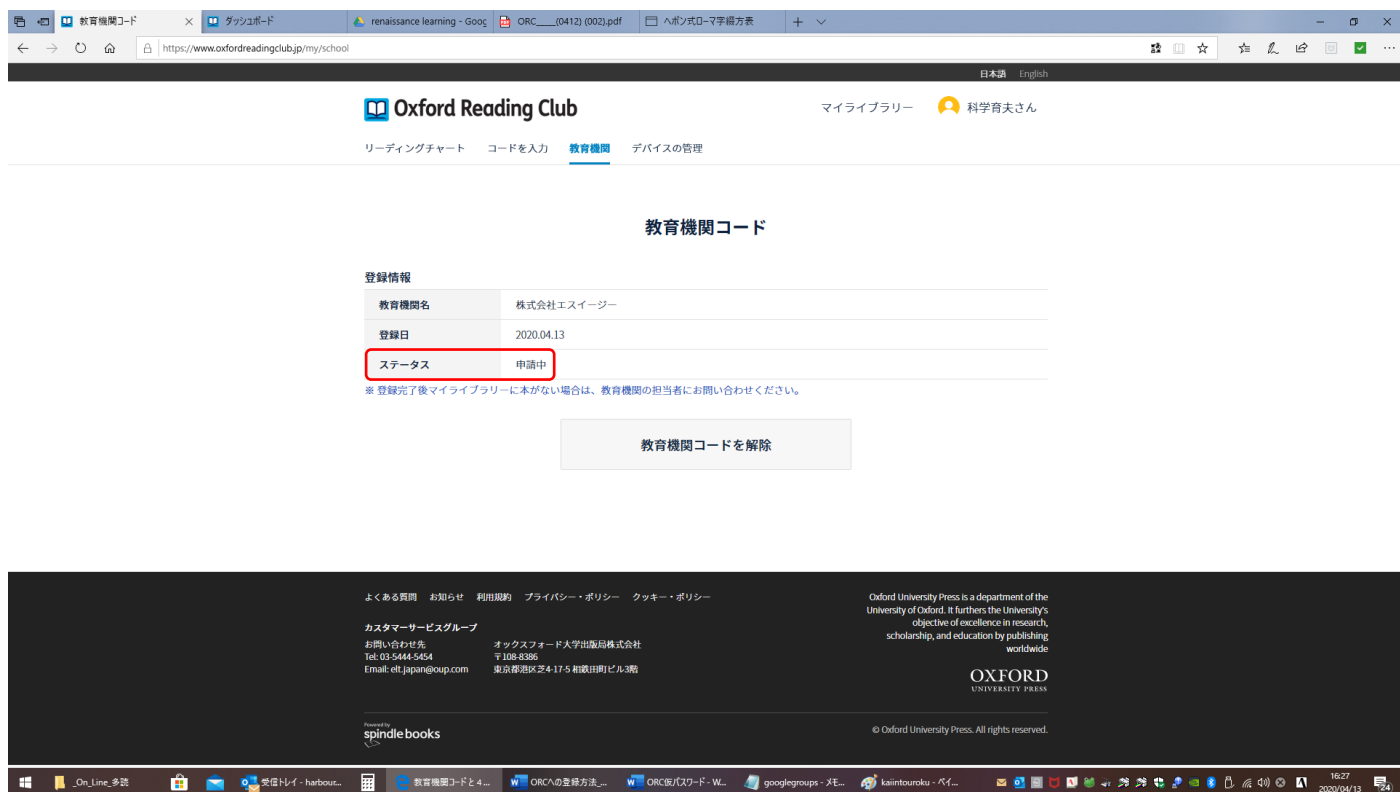 教育機関コード
ダッシュボード
renaissance learning - Goog
ORC____(0412) (002).pdf
ヘボン式ローマ字綴方表
https://www.oxfordreadingclub.jp/my/school
日本語 English
Oxford Reading Club
マイライブラリー 科学育夫さん
リーディングチャート コードを入力 教育機関 デバイスの管理
教育機関コード
登録情報
教育機関名 株式会社エスイージー
登録日 2020.04.13
ステータス 申請中
※ 登録完了後マイライブラリーに本がない場合は、教育機関の担当者にお問い合わせください。
教育機関コードを解除
よくある質問 お知らせ 利用規約 プライバシー・ポリシー クッキー・ポリシー
カスタマーサービスグループ
お問い合わせ先
Tel: 03-5444-5454
Email: elt.japan@oup.com
オックスフォード大学出版局株式会社
〒108-8386
東京都港区芝4-17-5 相鉄田町ビル3階
Oxford University Press is a department of the
University of Oxford. It furthers the University's
objective of excellence in research,
scholarship, and education by publishing
worldwide
OXFORD
UNIVERSITY PRESS
Powered by
spindle books
© Oxford University Press. All rights reserved.
_On_Line_多読
受信トレイ - harbour...
教育機関コードと 4 ...
ORCへの登録方法_...
ORC仮パスワード - W...
googlegroups - メモ...
kaiintouroku - ペイ...
16:27
2020/04/13
24